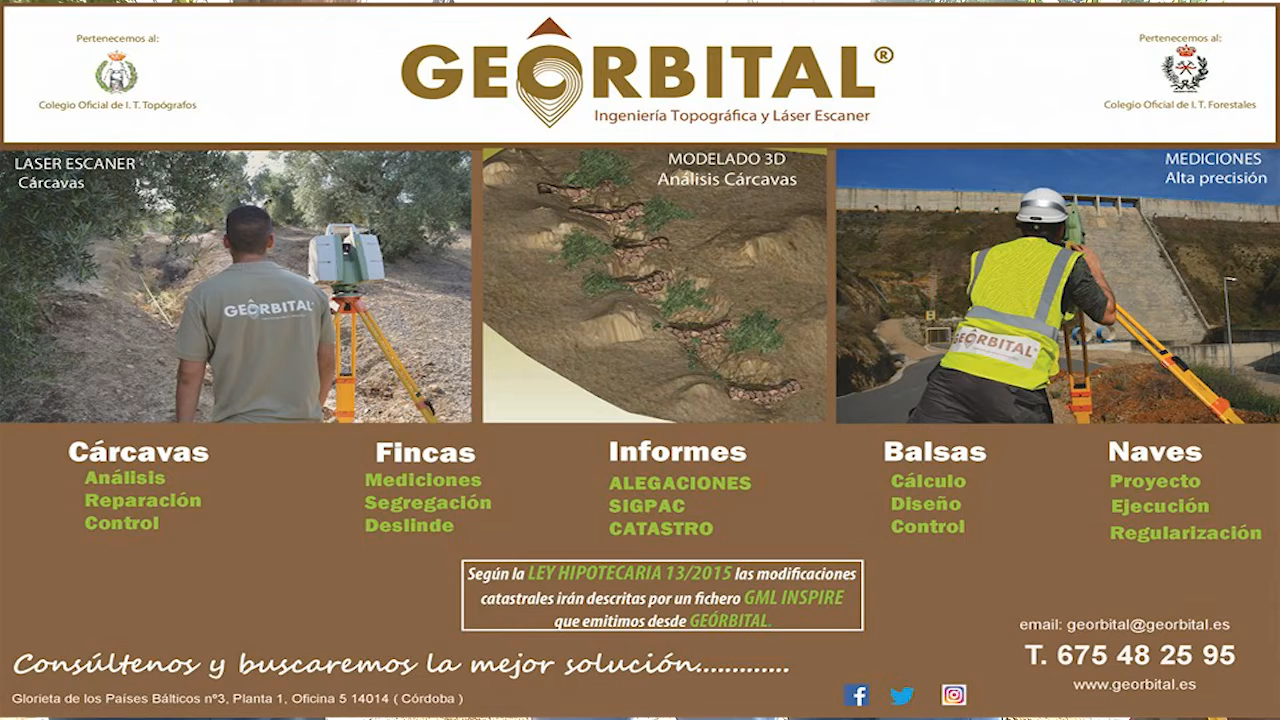 Pertenecemos al:
Colegio Oficial de I. T. Topógrafos
GEÓRBITAL®
Ingeniería Topográfica y Láser Escaner
Pertenecemos al:
Colegio Oficial de I. T. Forestales
LASER ESCANER
Cárcavas
GEÓRBITAL
MODELADO 3D
Análisis Cárcavas
MEDICIONES
Alta precisión
GEÓRBITAL
Cárcavas
Análisis
Reparación
Control
Fincas
Mediciones
Segregación
Deslinde
Informes
ALEGACIONES
SIGPAC
CATASTRO
Balsas
Cálculo
Diseño
Control
Naves
Proyecto
Ejecución
Regularización
Según la LEY HIPOTECARIA 13/2015 las modificaciones
catastrales irán descritas por un fichero GML INSPIRE
que emitimos desde GEÓRBITAL.
Consúltenos y buscaremos la mejor solución............
Glorieta de los Países Bálticos nº3, Planta 1, Oficina 5 14014 ( Córdoba )
email: georbital@georbital.es
T. 675 48 25 95
www.georbital.es